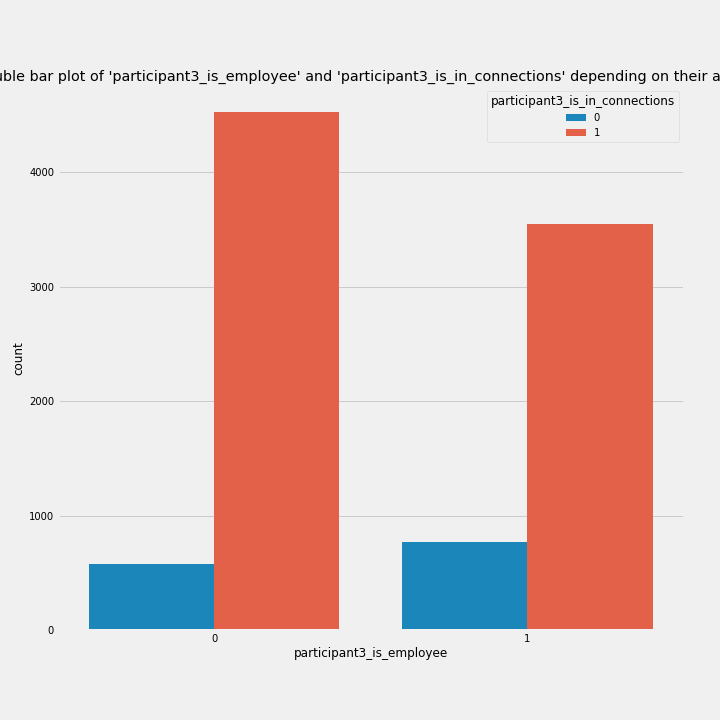 uble bar plot of 'participant3_is_employee' and 'participant3_is_in_connections' depending on their a
participant3_is_in_connections
0
1
4000
3000
2000
1000
0
count
0 1
participant3_is_employee